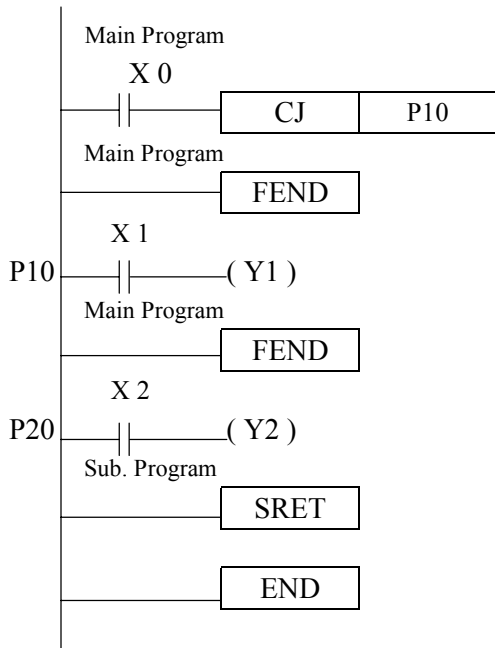 Main Program
X 0
CJ P10
Main Program
FEND
X 1
P10 ( Y1 )
Main Program
FEND
X 2
P20 ( Y2 )
Sub. Program
SRET
END